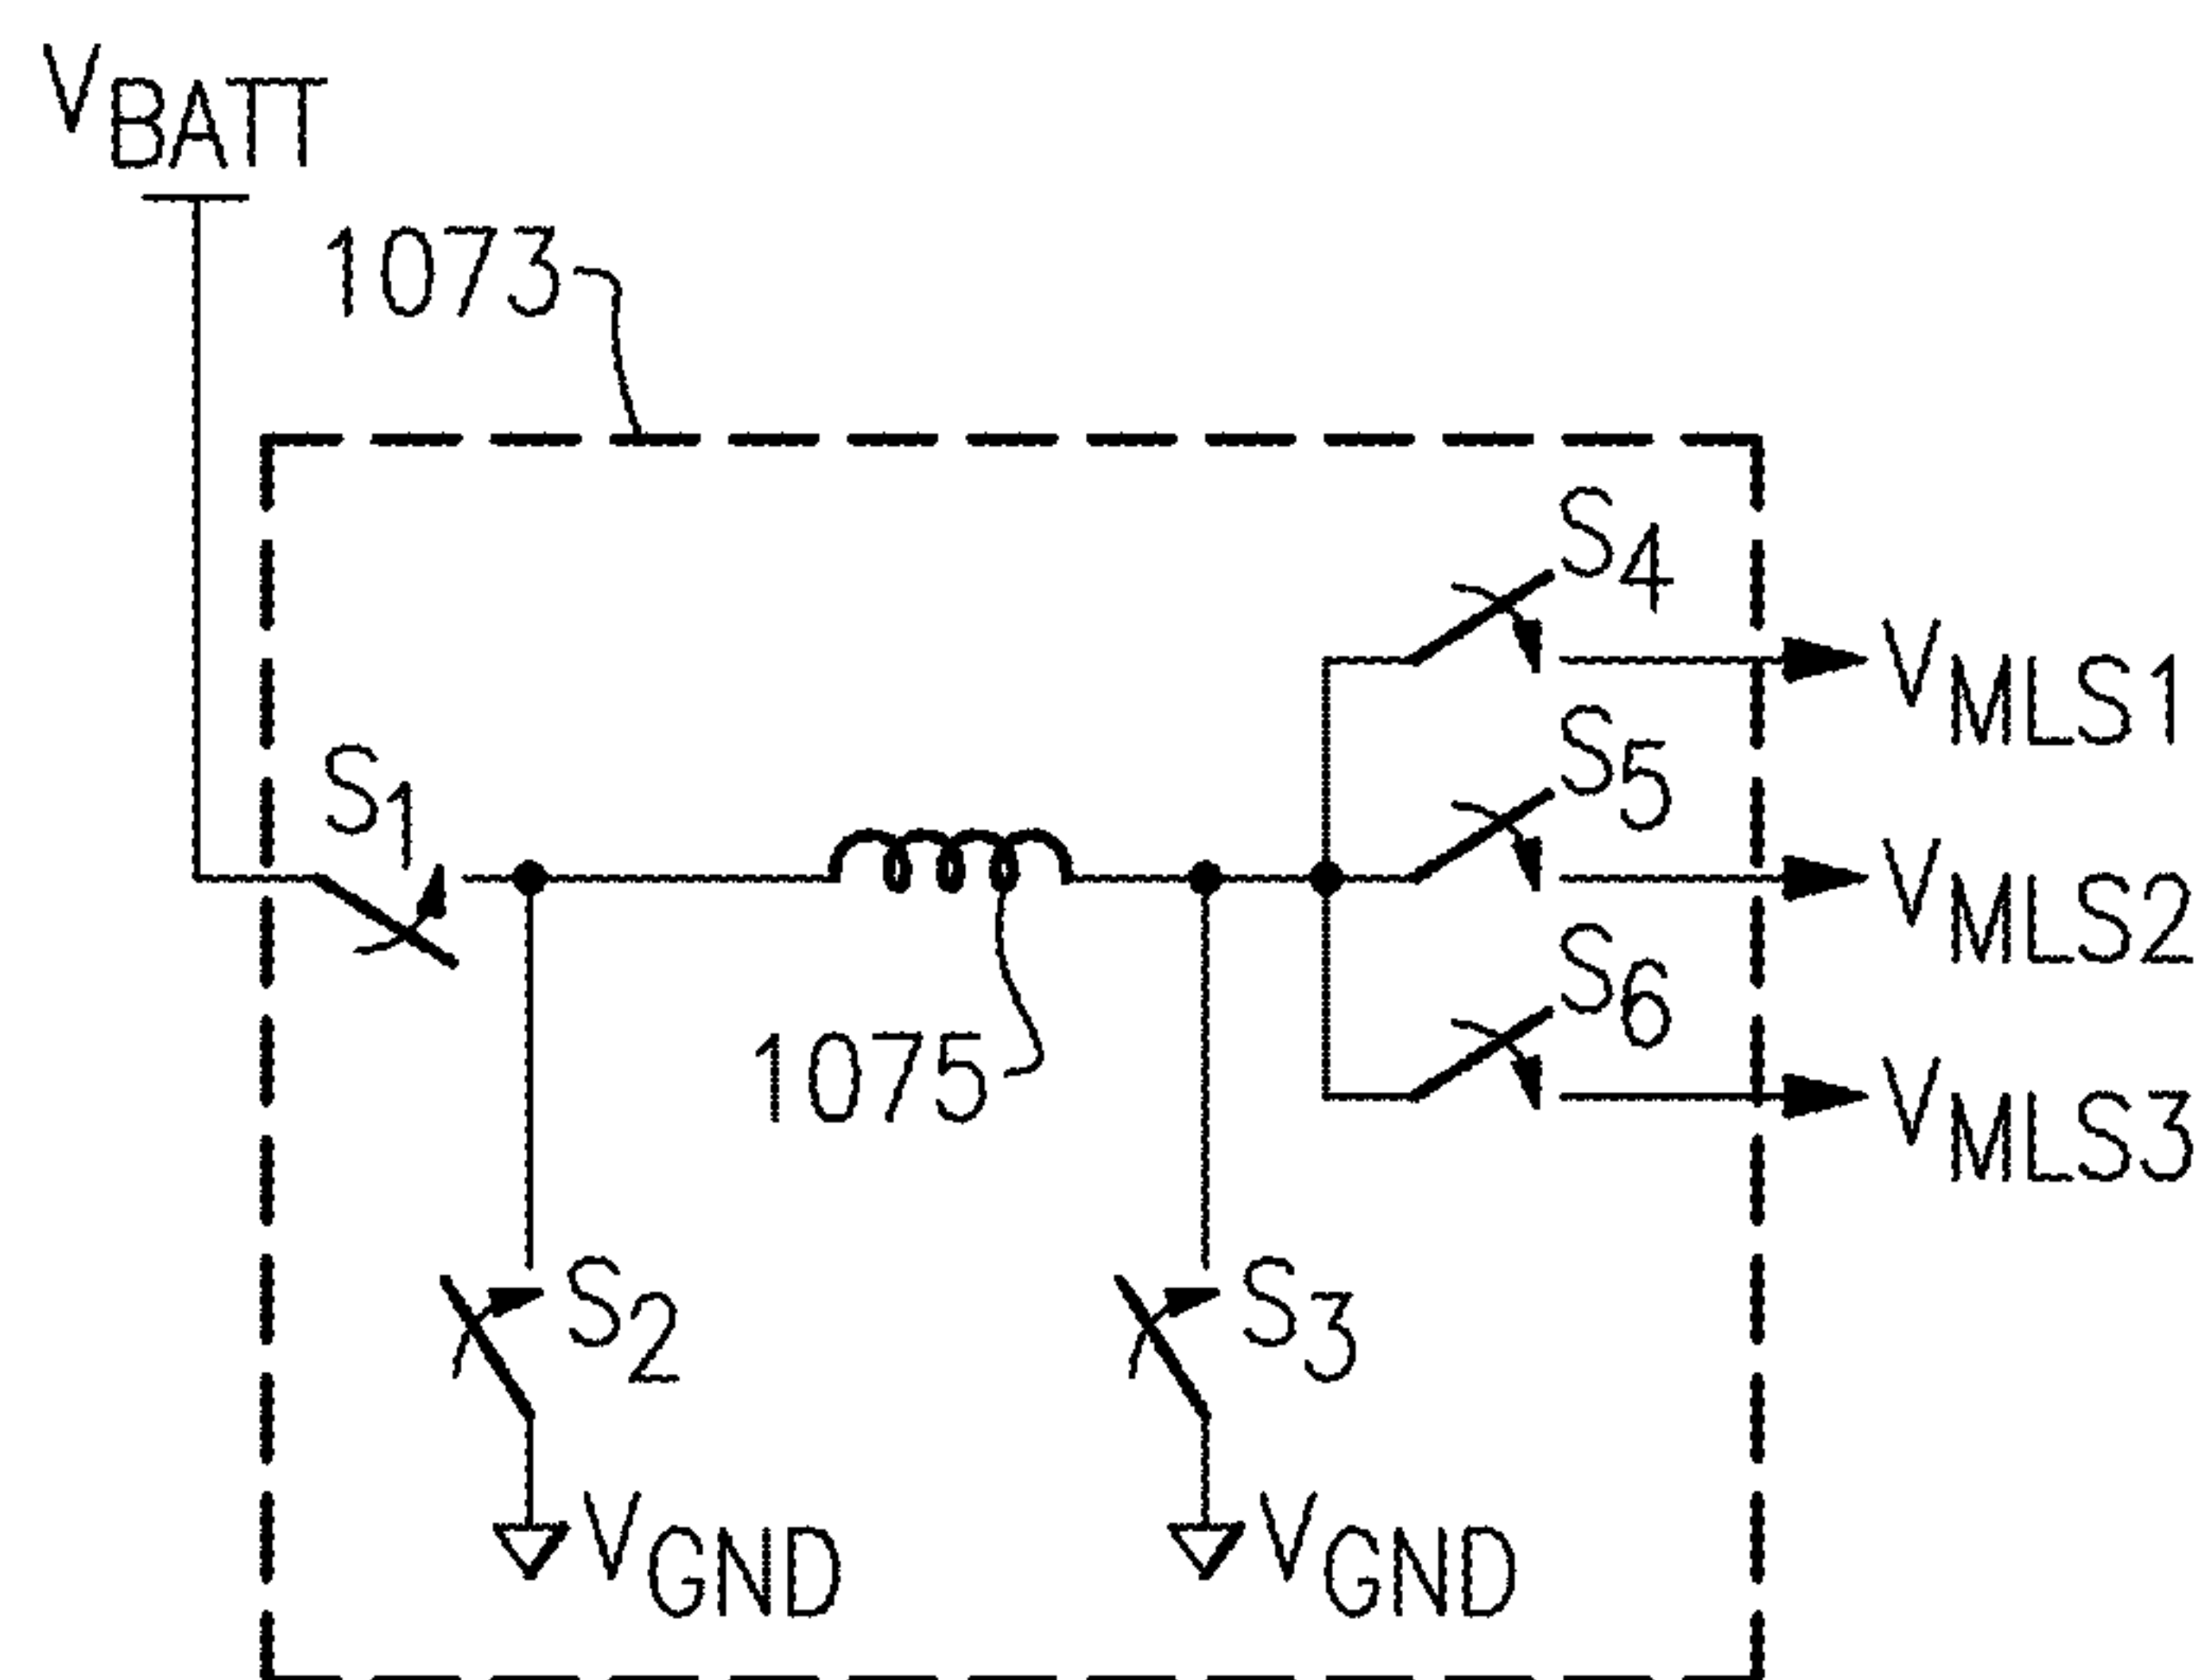 VBATT
1073
S4
VMLS1
S1
S5
VMLS2
S6
1075
VMLS3
S2
S3
VGND
VGND